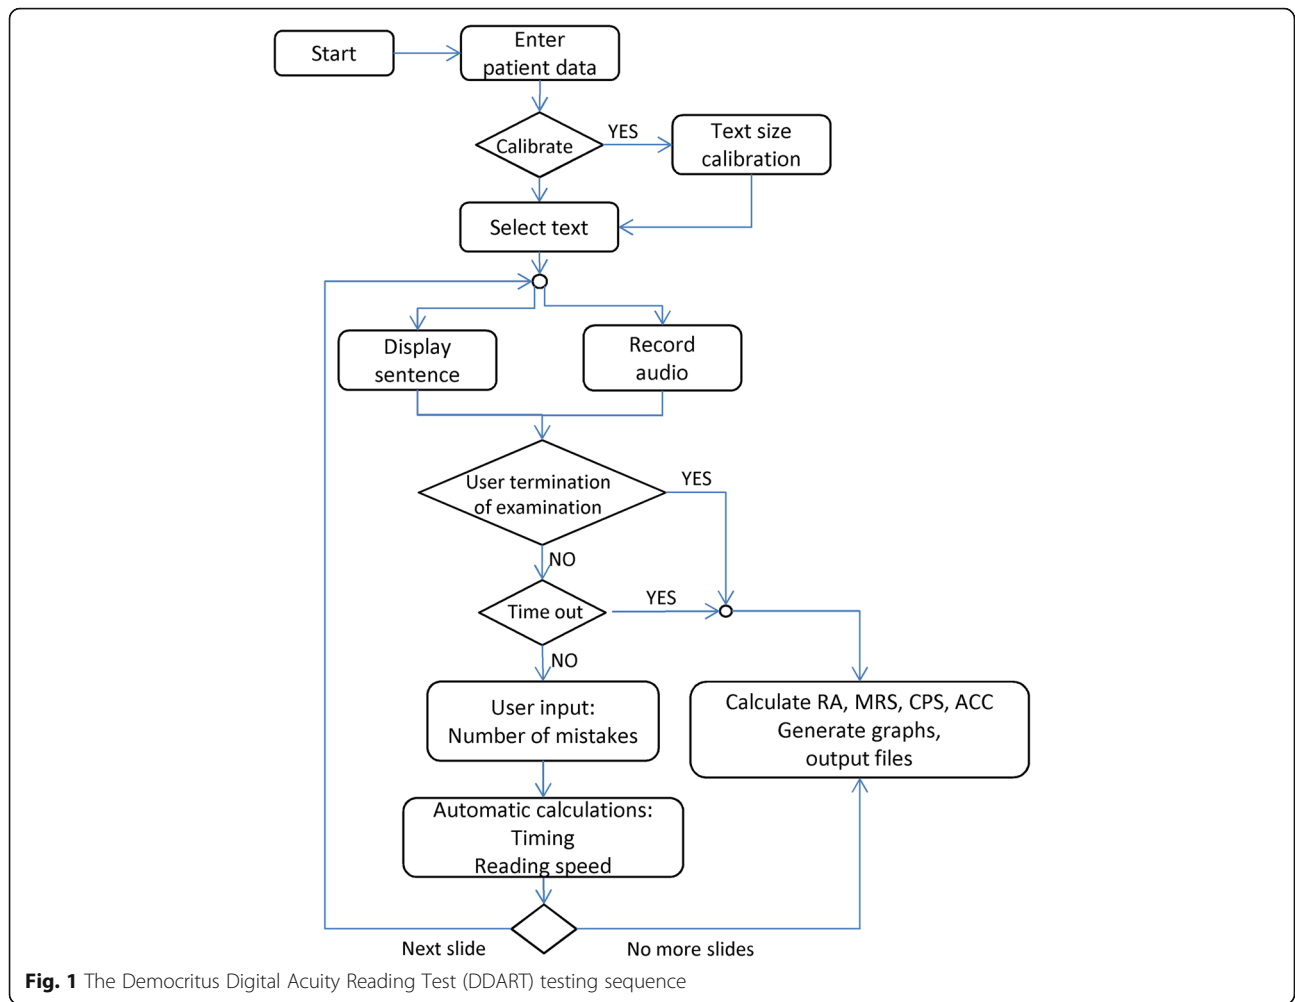 Start
Enter
patient data
Calibrate
YES
Text size
calibration
Select text
Display
sentence
Record
audio
User termination
of examination
YES
NO
Time out
YES
NO
User input:
Number of mistakes
Calculate RA, MRS, CPS, ACC
Generate graphs,
output files
Automatic calculations:
Timing
Reading speed
Next slide
No more slides
Fig. 1 The Democritus Digital Acuity Reading Test (DDART) testing sequence